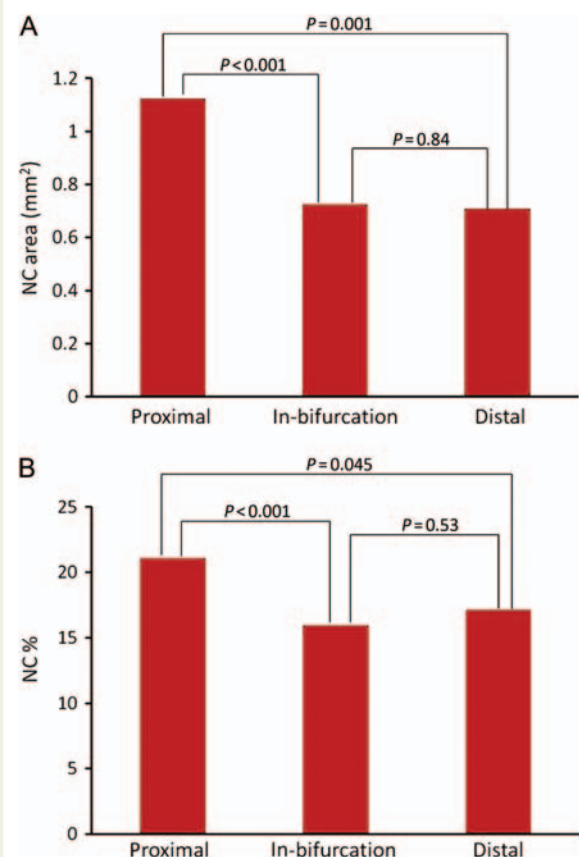 A
P=0.001
P<0.001
P=0.84
NC area (mm²)
1.2
1
0.8
0.6
0.4
0.2
0
Proximal In-bifurcation Distal
B
P=0.045
P<0.001
P=0.53
NC %
25
20
15
10
5
0
Proximal In-bifurcation Distal